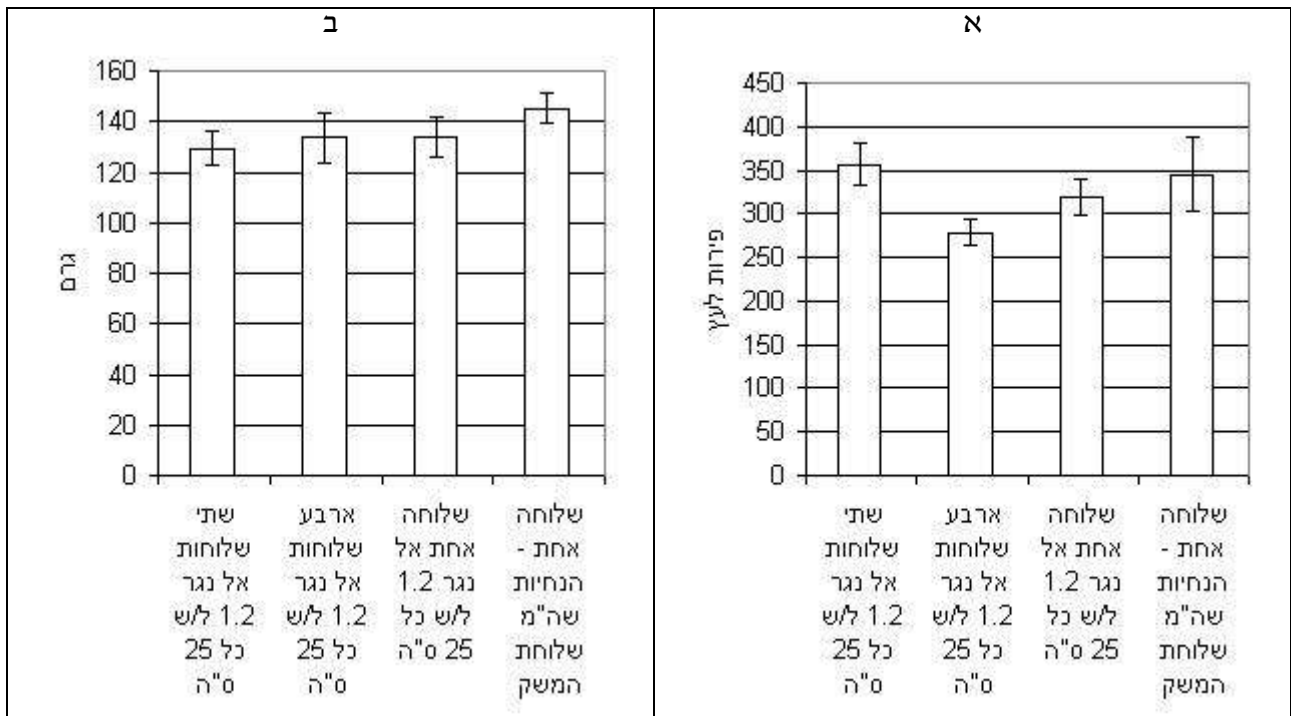 ב
א
160
140
120
100
80
60
40
20
0
גרם
שתי
שלוחות
אל נגר
1.2 ל/ש
כל 25
ס"ה
ארבע
שלוחות
אל נגר
1.2 ל/ש
כל 25
ס"ה
שלוחה
אחת אל
נגר 1.2
ל/ש כל
25 ס"ה
שלוחה
אחת -
הנחיות
שה"מ
שלוחת
המשק
450
400
350
300
250
200
150
100
50
0
פירות לעץ
שתי
שלוחות
אל נגר
1.2 ל/ש
כל 25
ס"ה
ארבע
שלוחות
אל נגר
1.2 ל/ש
כל 25
ס"ה
שלוחה
אחת אל
נגר 1.2
ל/ש כל
25 ס"ה
שלוחה
אחת -
הנחיות
שה"מ
שלוחת
המשק